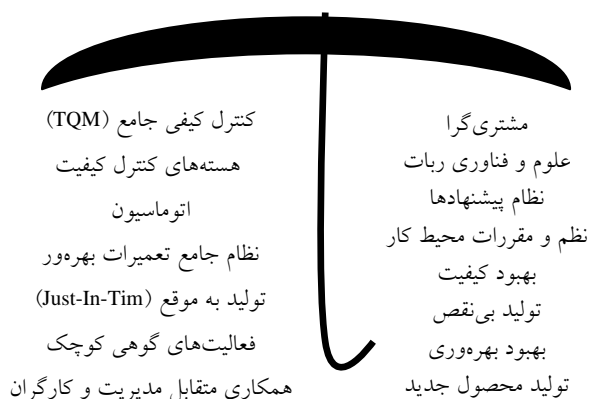 مشتری‌گرا
علوم و فناوری ربات
نظام پیشنهادها
نظم و مقررات محیط کار
بهبود کیفیت
تولید بی‌نقص
بهبود بهره‌وری
تولید محصول جدید
کنترل کیفی جامع (TQM)
هسته‌های کنترل کیفیت
اتوماسیون
نظام جامع تعمیرات بهره‌ور
تولید به موقع (Just-In-Tim)
فعالیت‌های گوهی کوچک
همکاری متقابل مدیریت و کارگران